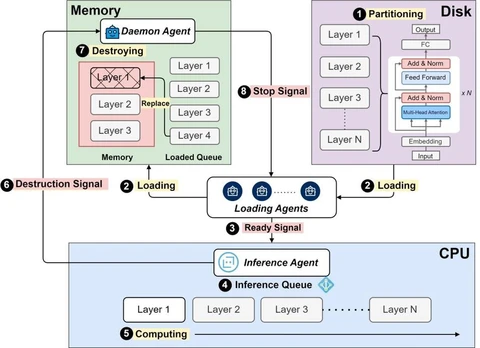 Memory
Daemon Agent
7 Destroying
Layer 1
Layer 2
Layer 3
Memory
Replace
Layer 1
Layer 2
Layer 3
Layer 4
Loaded Queue
8 Stop Signal
1 Partitioning
Disk
Layer 1
Layer 2
Layer 3
Layer N
Output
FC
Add & Norm
Feed Forward
Add & Norm
Multi-Head Attention
x N
Embedding
Input
2 Loading
2 Loading
6 Destruction Signal
Loading Agents
3 Ready Signal
CPU
Inference Agent
4 Inference Queue
Layer 1
Layer 2
Layer 3
Layer N
5 Computing